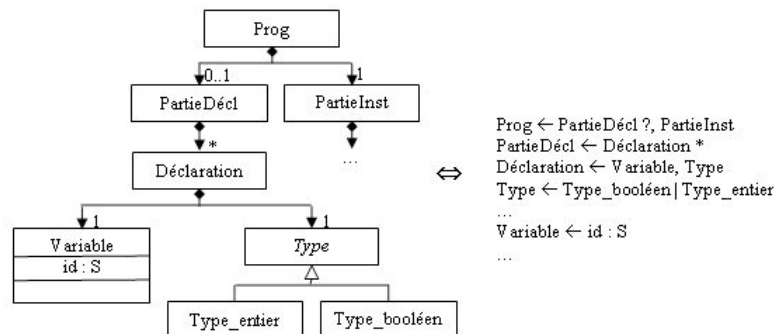 Prog
0..1
1
PartieDécl
PartieInst
*
...
Déclaration
1
1
Variable
id : S
Type
Type_entier
Type_booléen
⇔
Prog ← PartieDécl ?, PartieInst
PartieDécl ← Déclaration *
Déclaration ← Variable, Type
Type ← Type_booléen | Type_entier
...
Variable ← id : S
...